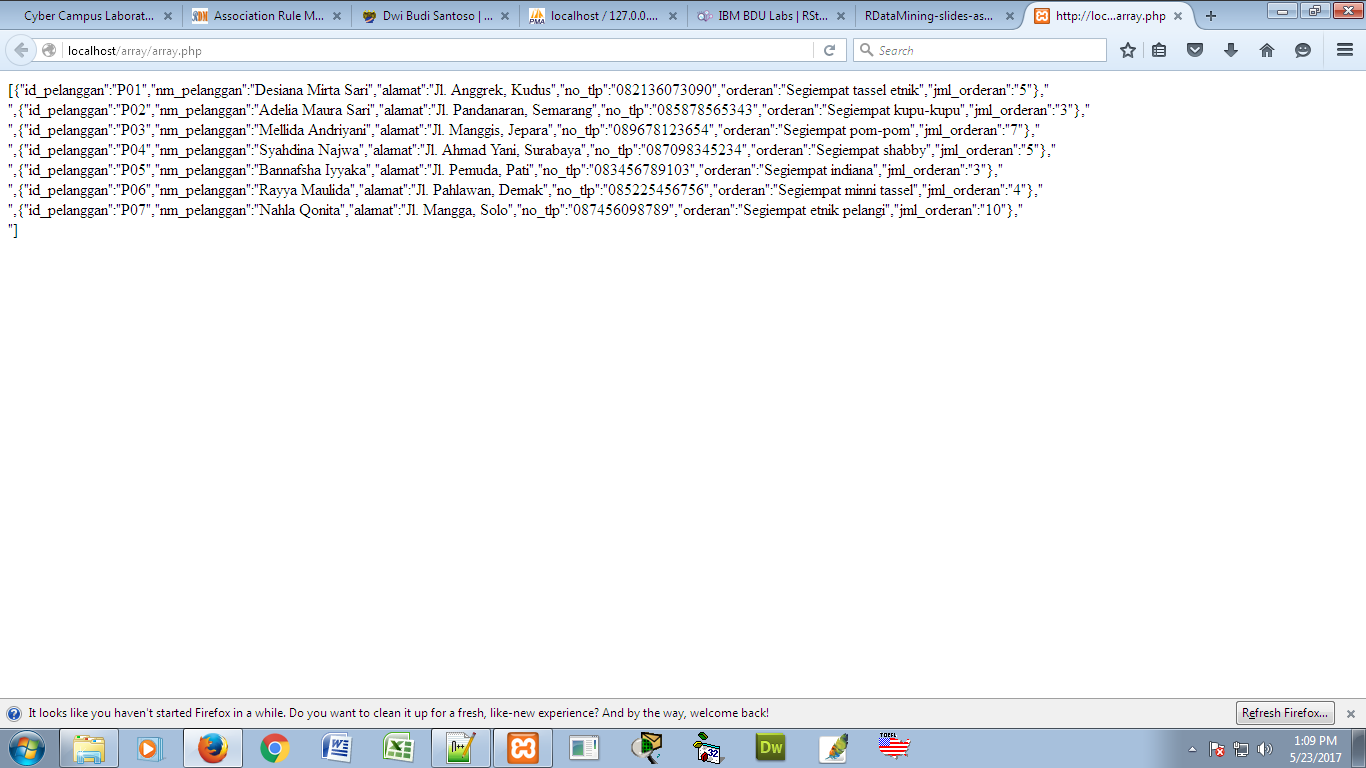 Cyber Campus Laborat...
Association Rule M...
Dwi Budi Santoso | ...
localhost / 127.0.0....
IBM BDU Labs | RSt...
RDataMining-slides-as...
http://loc...array.php
localhost/array/array.php
Search
[{"id_pelanggan":"P01","nm_pelanggan":"Desiana Mirta Sari","alamat":"Jl. Anggrek, Kudus","no_tlp":"082136073090","orderan":"Segiempat tassel etnik","jml_orderan":"5"},"
",{"id_pelanggan":"P02","nm_pelanggan":"Adelia Maura Sari","alamat":"Jl. Pandanaran, Semarang","no_tlp":"085878565343","orderan":"Segiempat kupu-kupu","jml_orderan":"3"},"
",{"id_pelanggan":"P03","nm_pelanggan":"Mellida Andriyani","alamat":"Jl. Manggis, Jepara","no_tlp":"089678123654","orderan":"Segiempat pom-pom","jml_orderan":"7"},"
",{"id_pelanggan":"P04","nm_pelanggan":"Syahdina Najwa","alamat":"Jl. Ahmad Yani, Surabaya","no_tlp":"087098345234","orderan":"Segiempat shabby","jml_orderan":"5"},"
",{"id_pelanggan":"P05","nm_pelanggan":"Bannafsha Iyyaka","alamat":"Jl. Pemuda, Pati","no_tlp":"083456789103","orderan":"Segiempat indiana","jml_orderan":"3"},"
",{"id_pelanggan":"P06","nm_pelanggan":"Rayya Maulida","alamat":"Jl. Pahlawan, Demak","no_tlp":"085225456756","orderan":"Segiempat minni tassel","jml_orderan":"4"},"
",{"id_pelanggan":"P07","nm_pelanggan":"Nahla Qonita","alamat":"Jl. Mangga, Solo","no_tlp":"087456098789","orderan":"Segiempat etnik pelangi","jml_orderan":"10"},"
"]
It looks like you haven't started Firefox in a while. Do you want to clean it up for a fresh, like-new experience? And by the way, welcome back!
Refresh Firefox...
Dw
TOEFL
32
1:09 PM
5/23/2017